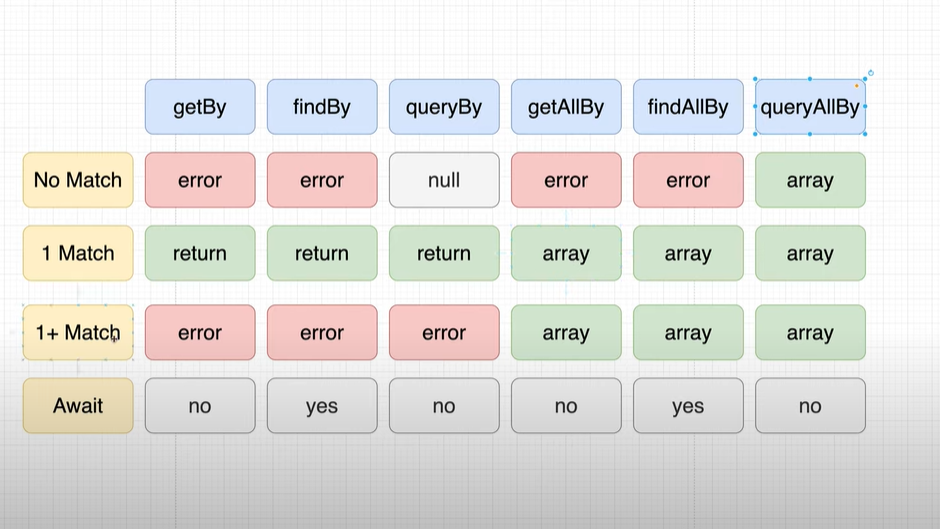 getBy findBy queryBy getAllBy findAllBy queryAllBy
No Match error error null error error array
1 Match return return return array array array
1+ Match error error error array array array
Await no yes no no yes no